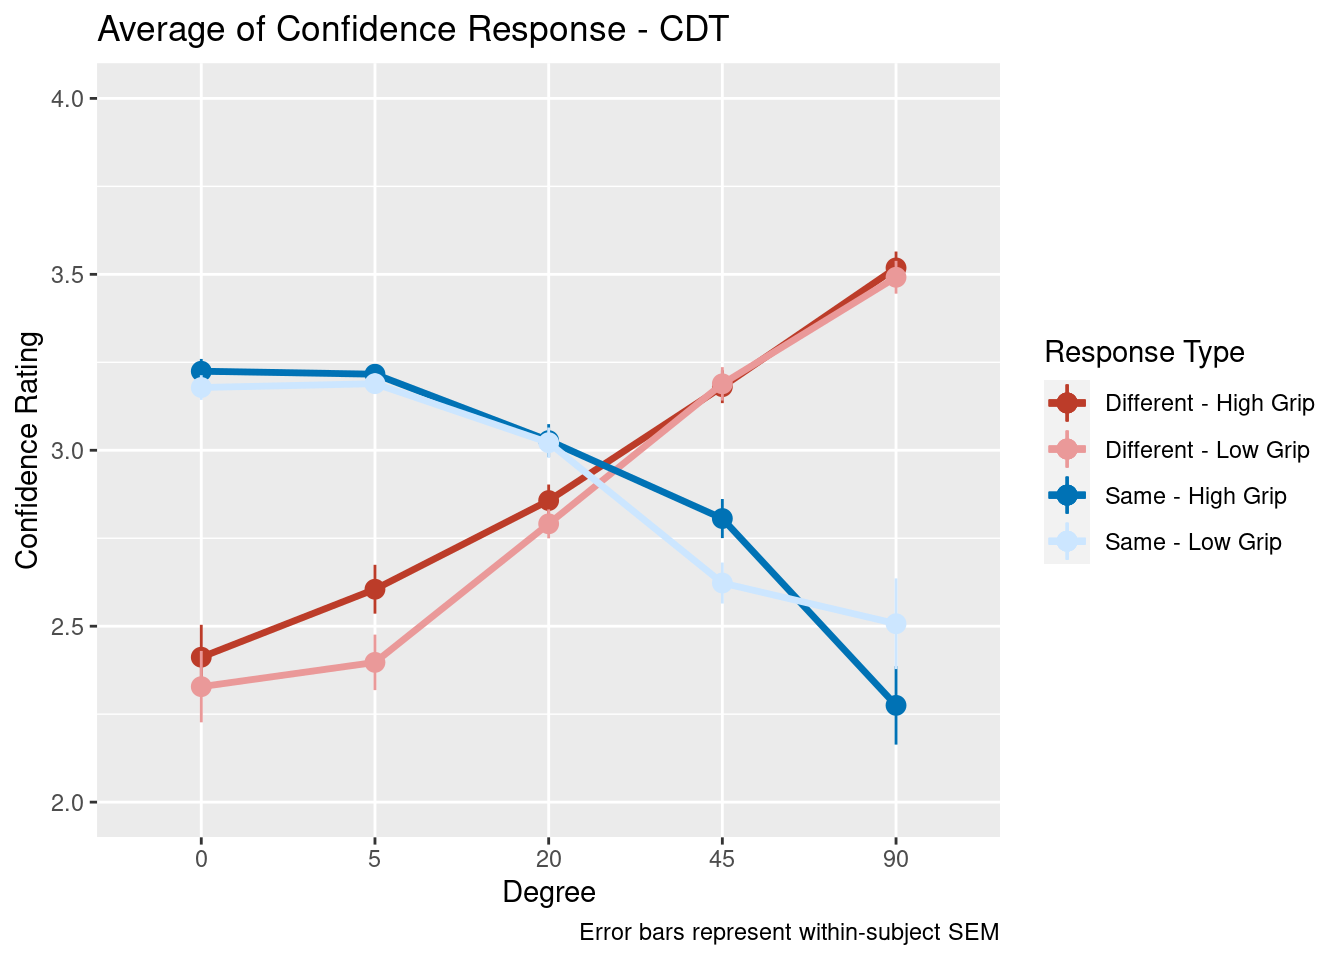 Average of Confidence Response - CDT
Confidence Rating
4.0
3.5
3.0
2.5
2.0
0 5 20 45 90
Degree
Error bars represent within-subject SEM
Response Type
Different - High Grip
Different - Low Grip
Same - High Grip
Same - Low Grip